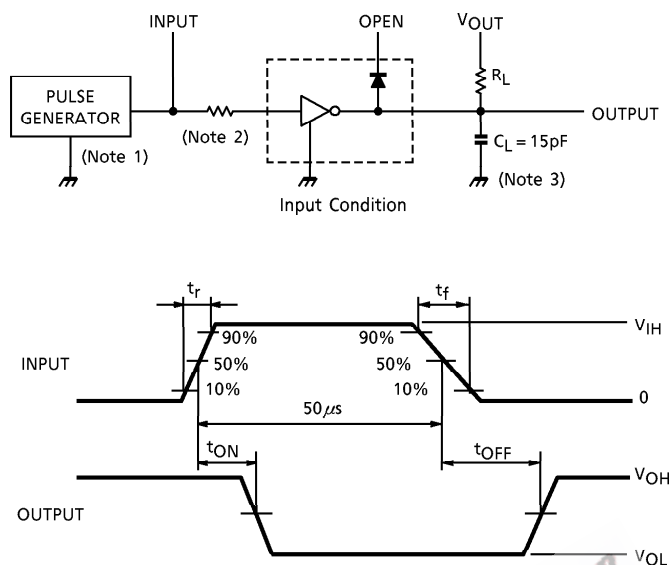 INPUT
OPEN
VOUT
PULSE
GENERATOR
(Note 1)
(Note 2)
RL
OUTPUT
CL = 15pF
(Note 3)
Input Condition
tr
tf
VIH
90%
90%
INPUT
50%
50%
10%
10%
0
50μs
tON
tOFF
VOH
OUTPUT
VOL